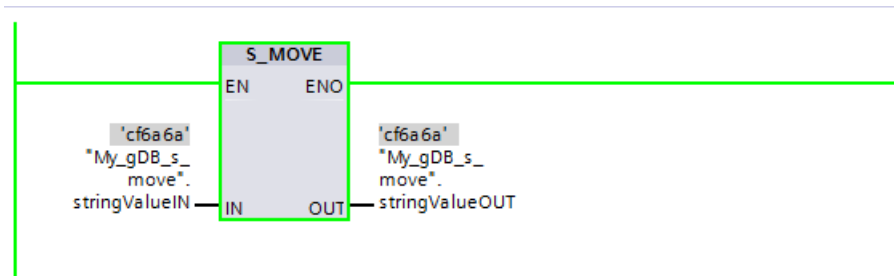 S_MOVE
EN ENO
'cf6a6a' 'cf6a6a'
"My_gDB_s_ "My_gDB_s_
move". move".
stringValueIN IN OUT stringValueOUT